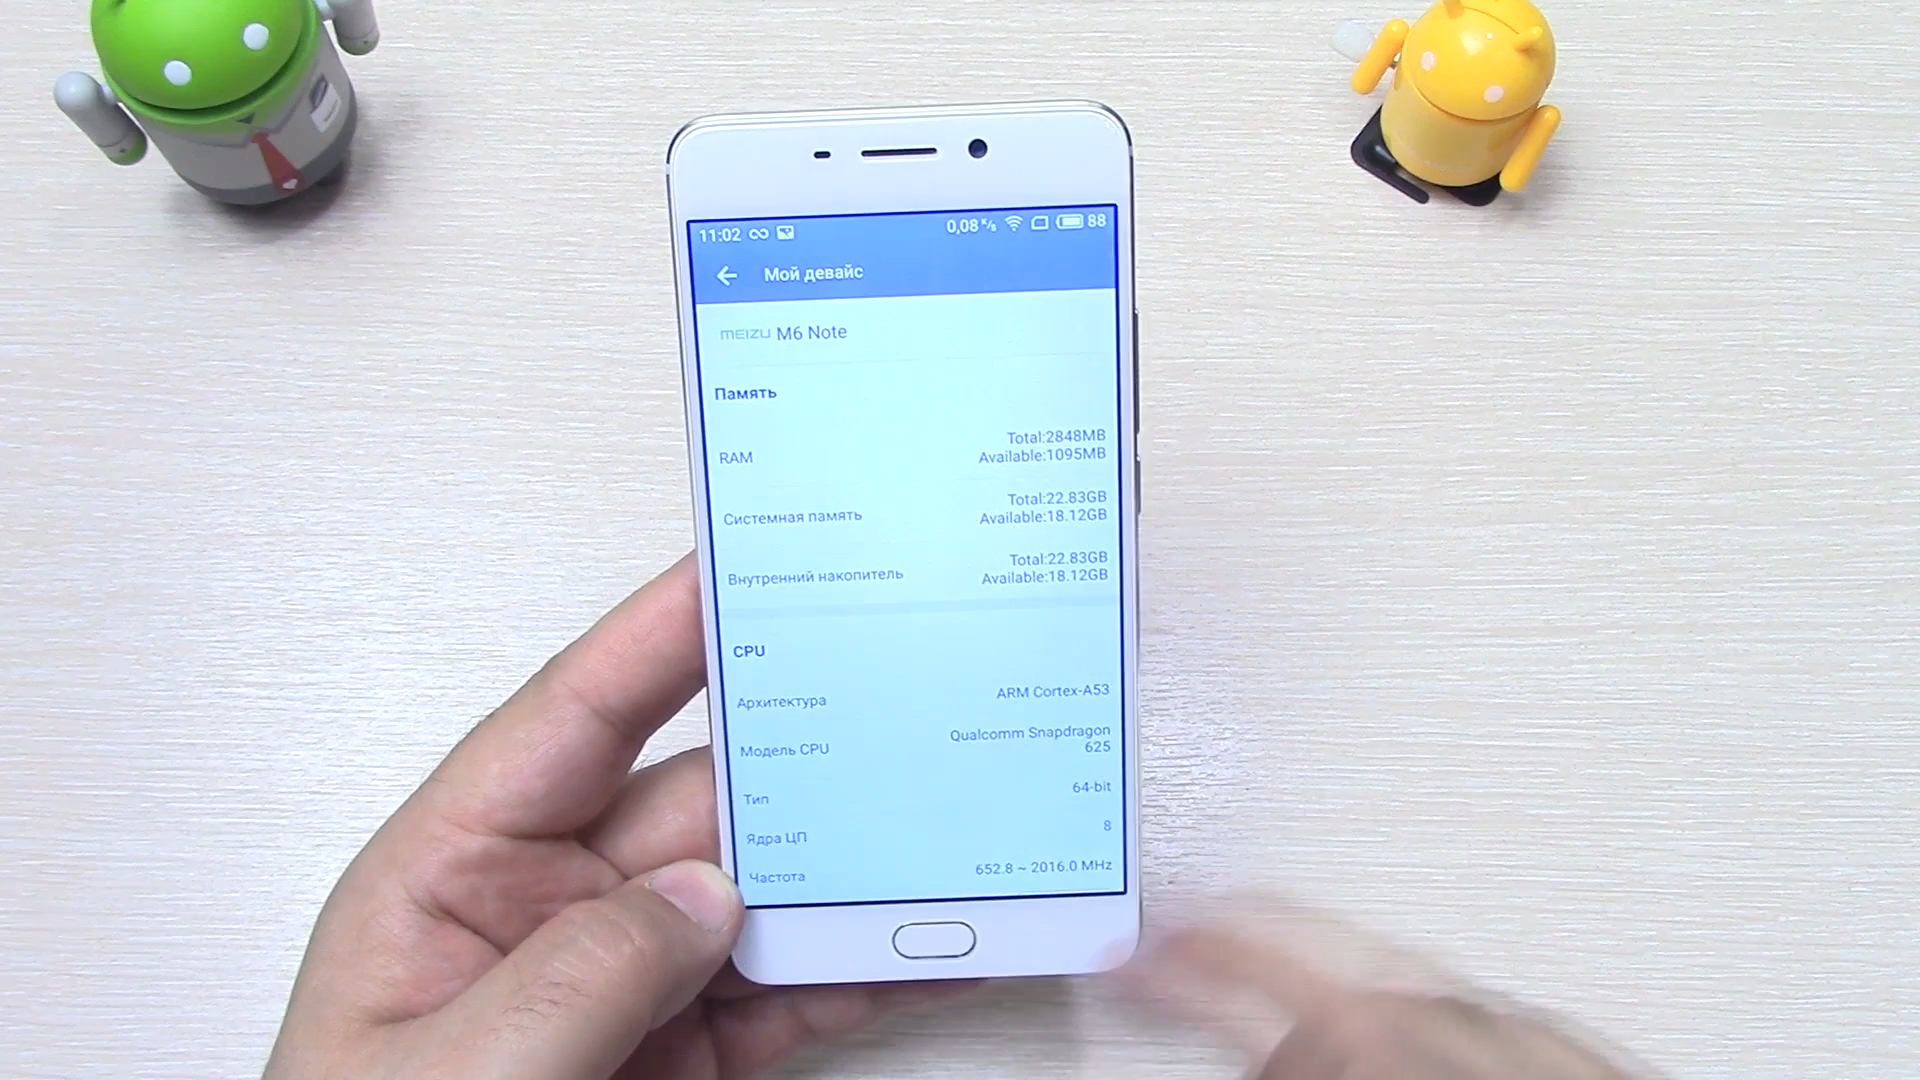 11:02 0,08 K/s 88
Мой девайс
MEIZU M6 Note
Память
RAM
Total:2848MB
Available:1095MB
Системная память
Total:22.83GB
Available:18.12GB
Внутренний накопитель
Total:22.83GB
Available:18.12GB
CPU
Архитектура ARM Cortex-A53
Модель CPU
Qualcomm Snapdragon
625
Тип 64-bit
Ядра ЦП 8
Частота 652.8 ~ 2016.0 MHz